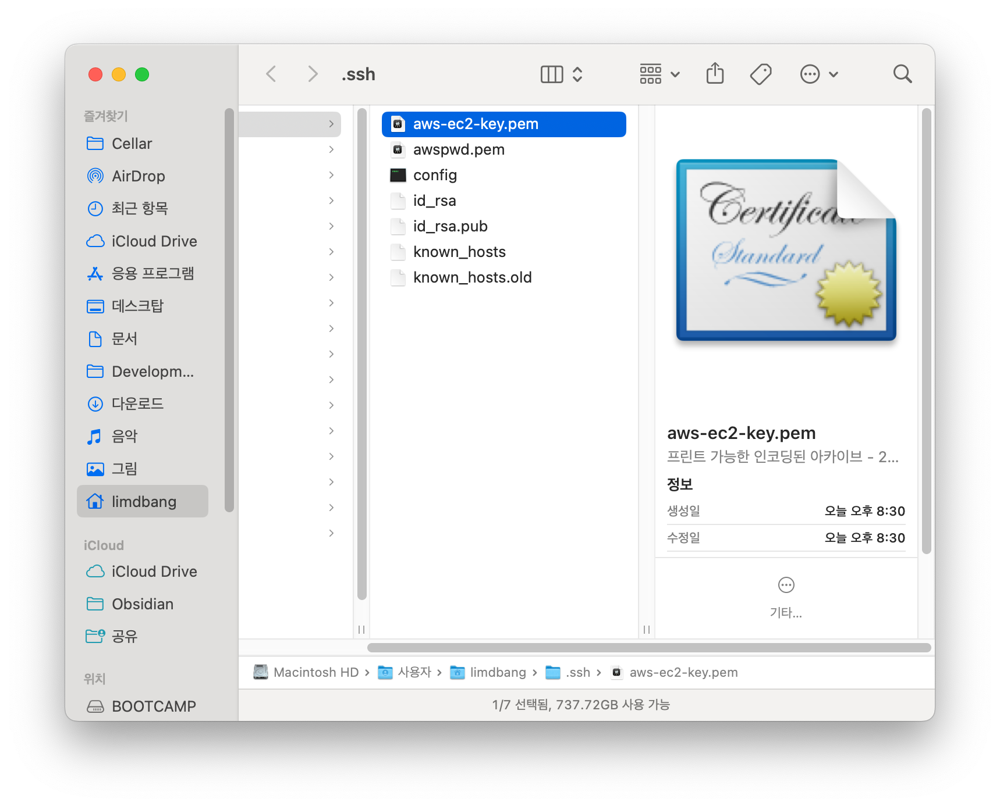 .ssh
즐겨찾기
Cellar
AirDrop
최근 항목
iCloud Drive
응용 프로그램
데스크탑
문서
Developm...
다운로드
음악
그림
limdbang
iCloud
iCloud Drive
Obsidian
공유
위치
BOOTCAMP
aws-ec2-key.pem
awspwd.pem
config
id_rsa
id_rsa.pub
known_hosts
known_hosts.old
Standard
aws-ec2-key.pem
프린트 가능한 인코딩된 아카이브 - 2...
정보
생성일 오늘 오후 8:30
수정일 오늘 오후 8:30
기타...
Macintosh HD › 사용자 › limdbang › .ssh › aws-ec2-key.pem
1/7 선택됨, 737.72GB 사용 가능